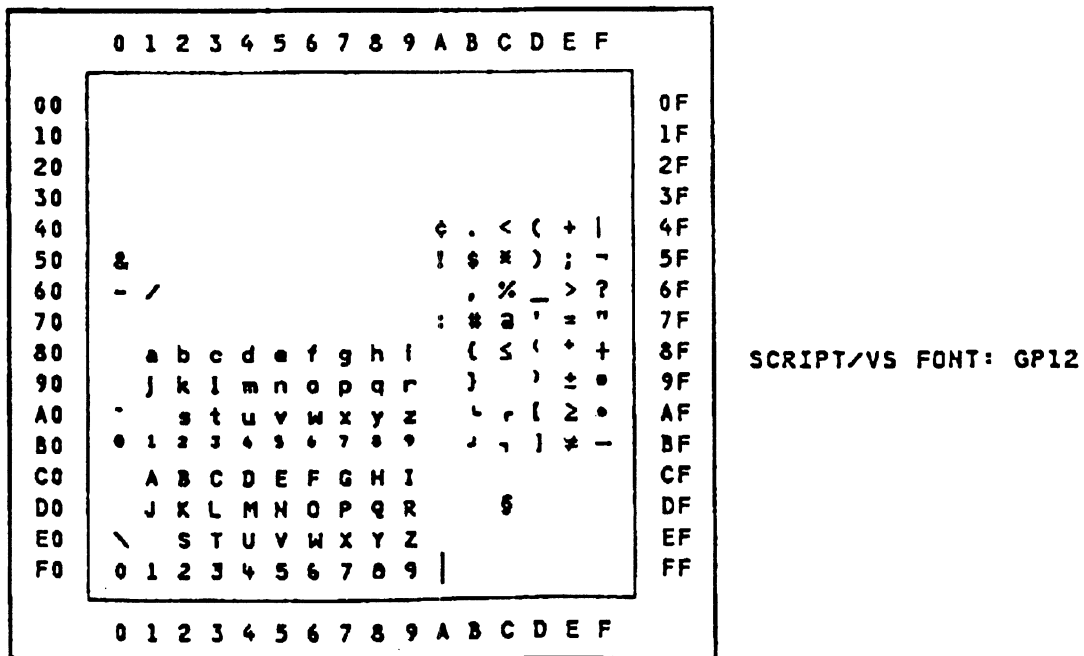 0 1 2 3 4 5 6 7 8 9 A B C D E F
00 0F
10 1F
20 2F
30 3F
40 ¢ . < ( + | 4F
50 & ! $ * ) ; ¬ 5F
60 - / , % _ > ? 6F
70 : # @ ' = " 7F
80 a b c d e f g h i { ≤ ( + + 8F
90 j k l m n o p q r } ) ± ■ 9F
A0 ° s t u v w x y z └ ┌ [ ≥ • AF
B0 ⁰ ¹ ² ³ ⁴ ⁵ ⁶ ⁷ ⁸ ⁹ ┘ ┐ ] ≠ — BF
C0 A B C D E F G H I CF
D0 J K L M N O P Q R § DF
E0 \ S T U V W X Y Z EF
F0 0 1 2 3 4 5 6 7 8 9 | FF
0 1 2 3 4 5 6 7 8 9 A B C D E F
SCRIPT/VS FONT: GP12